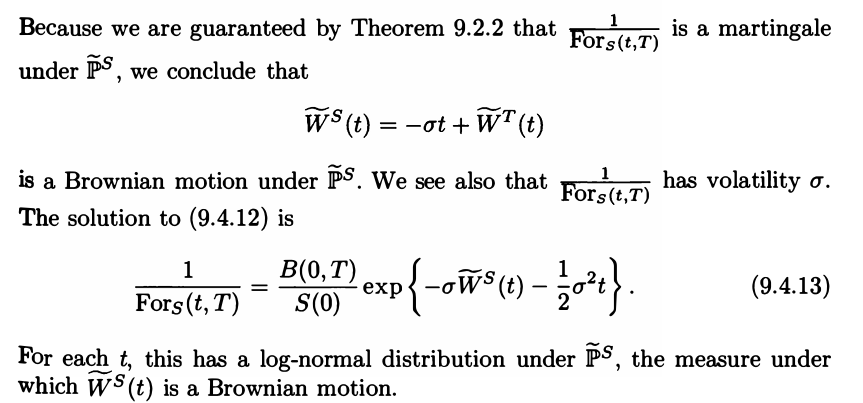 Because we are guaranteed by Theorem 9.2.2 that $\frac{1}{\text{For}_S(t,T)}$ is a martingale
under $\widetilde{\mathbb{P}}^S$, we conclude that
$\widetilde{W}^S(t) = -\sigma t + \widetilde{W}^T(t)$
is a Brownian motion under $\widetilde{\mathbb{P}}^S$. We see also that $\frac{1}{\text{For}_S(t,T)}$ has volatility $\sigma$.
The solution to (9.4.12) is
$\frac{1}{\text{For}_S(t,T)} = \frac{B(0,T)}{S(0)} \exp\left\{-\sigma\widetilde{W}^S(t) - \frac{1}{2}\sigma^2 t\right\}.$ (9.4.13)
For each $t$, this has a log-normal distribution under $\widetilde{\mathbb{P}}^S$, the measure under
which $\widetilde{W}^S(t)$ is a Brownian motion.